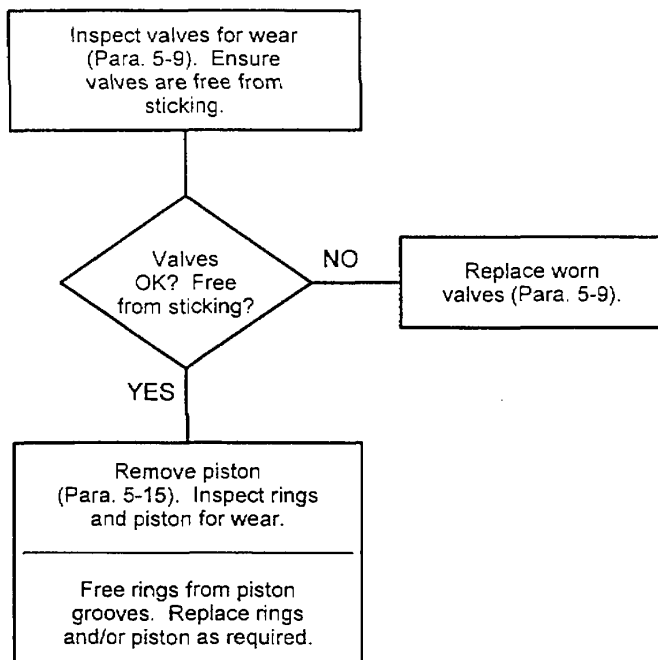 Inspect valves for wear
(Para. 5-9). Ensure
valves are free from
sticking.
Valves
OK? Free
from sticking?
NO
Replace worn
valves (Para. 5-9).
YES
Remove piston
(Para. 5-15). Inspect rings
and piston for wear.
Free rings from piston
grooves. Replace rings
and/or piston as required.